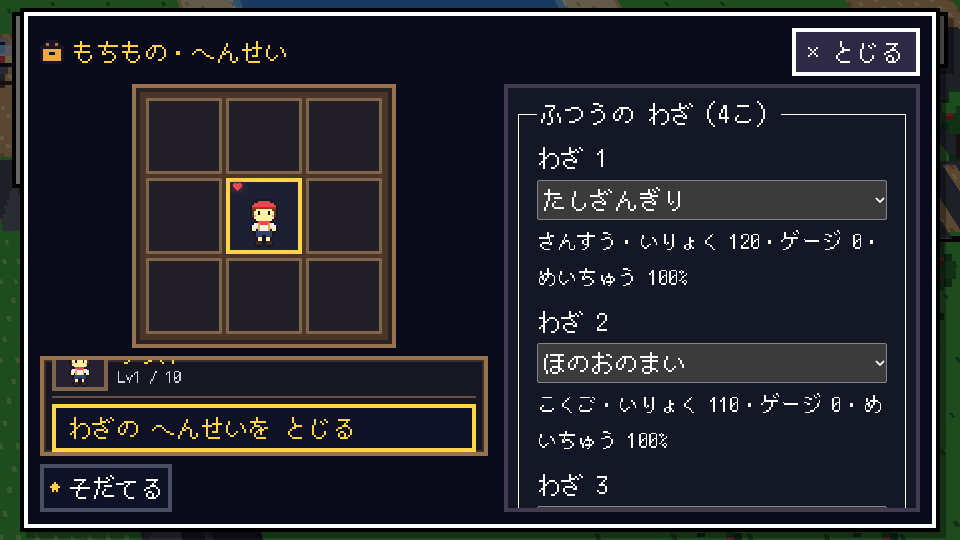 もちもの・へんせい
× とじる
Lv1 / 10
わざの へんせいを とじる
★ そだてる
ふつうの わざ (4こ)
わざ 1
たしざんぎり
さんすう・いりょく 120・ゲージ 0・
めいちゅう 100%
わざ 2
ほのおのまい
こくご・いりょく 110・ゲージ 0・め
いちゅう 100%
わざ 3